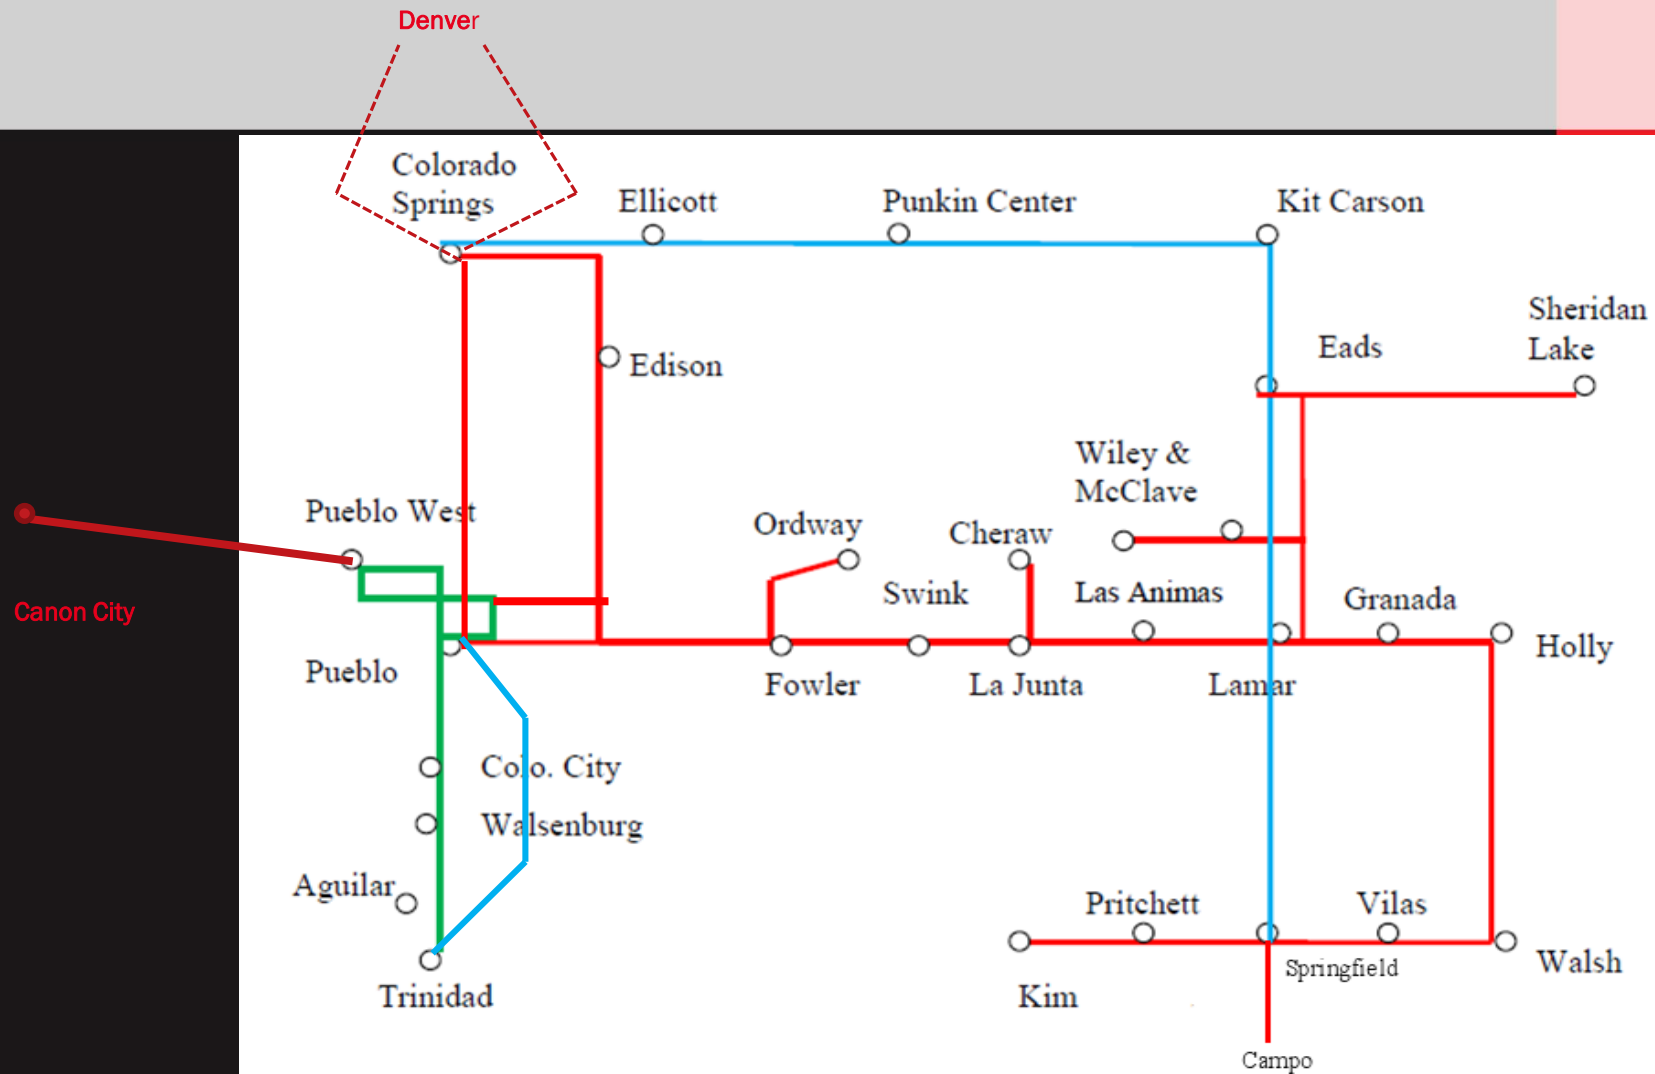 Denver
Colorado
Springs
Ellicott
Punkin Center
Kit Carson
Sheridan
Lake
Eads
Edison
Wiley &
McClave
Pueblo West
Ordway
Cheraw
Canon City
Swink
Las Animas
Granada
Holly
Pueblo
Fowler
La Junta
Lamar
Colo. City
Walsenburg
Aguilar
Pritchett
Vilas
Springfield
Walsh
Trinidad
Kim
Campo